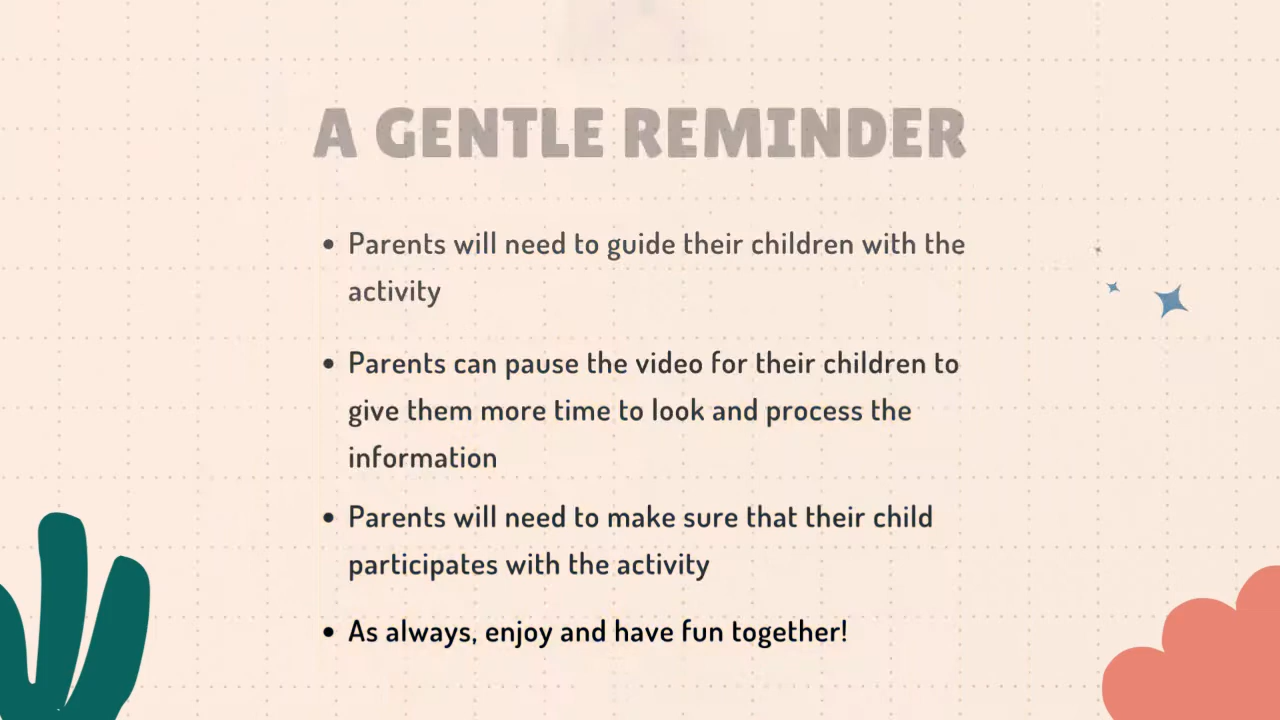 A GENTLE REMINDER
• Parents will need to guide their children with the
activity
• Parents can pause the video for their children to
give them more time to look and process the
information
• Parents will need to make sure that their child
participates with the activity
• As always, enjoy and have fun together!